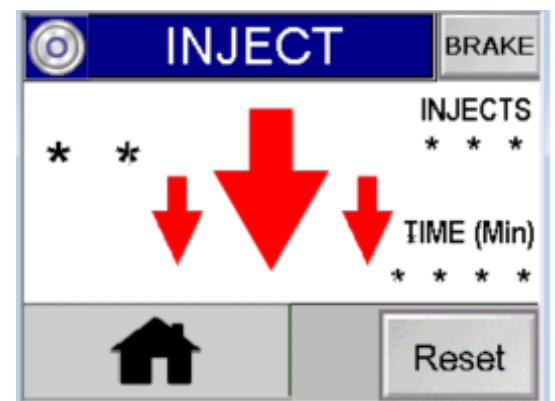 INJECT
BRAKE
INJECTS
* *
* * *
TIME (Min)
* * * *
Reset